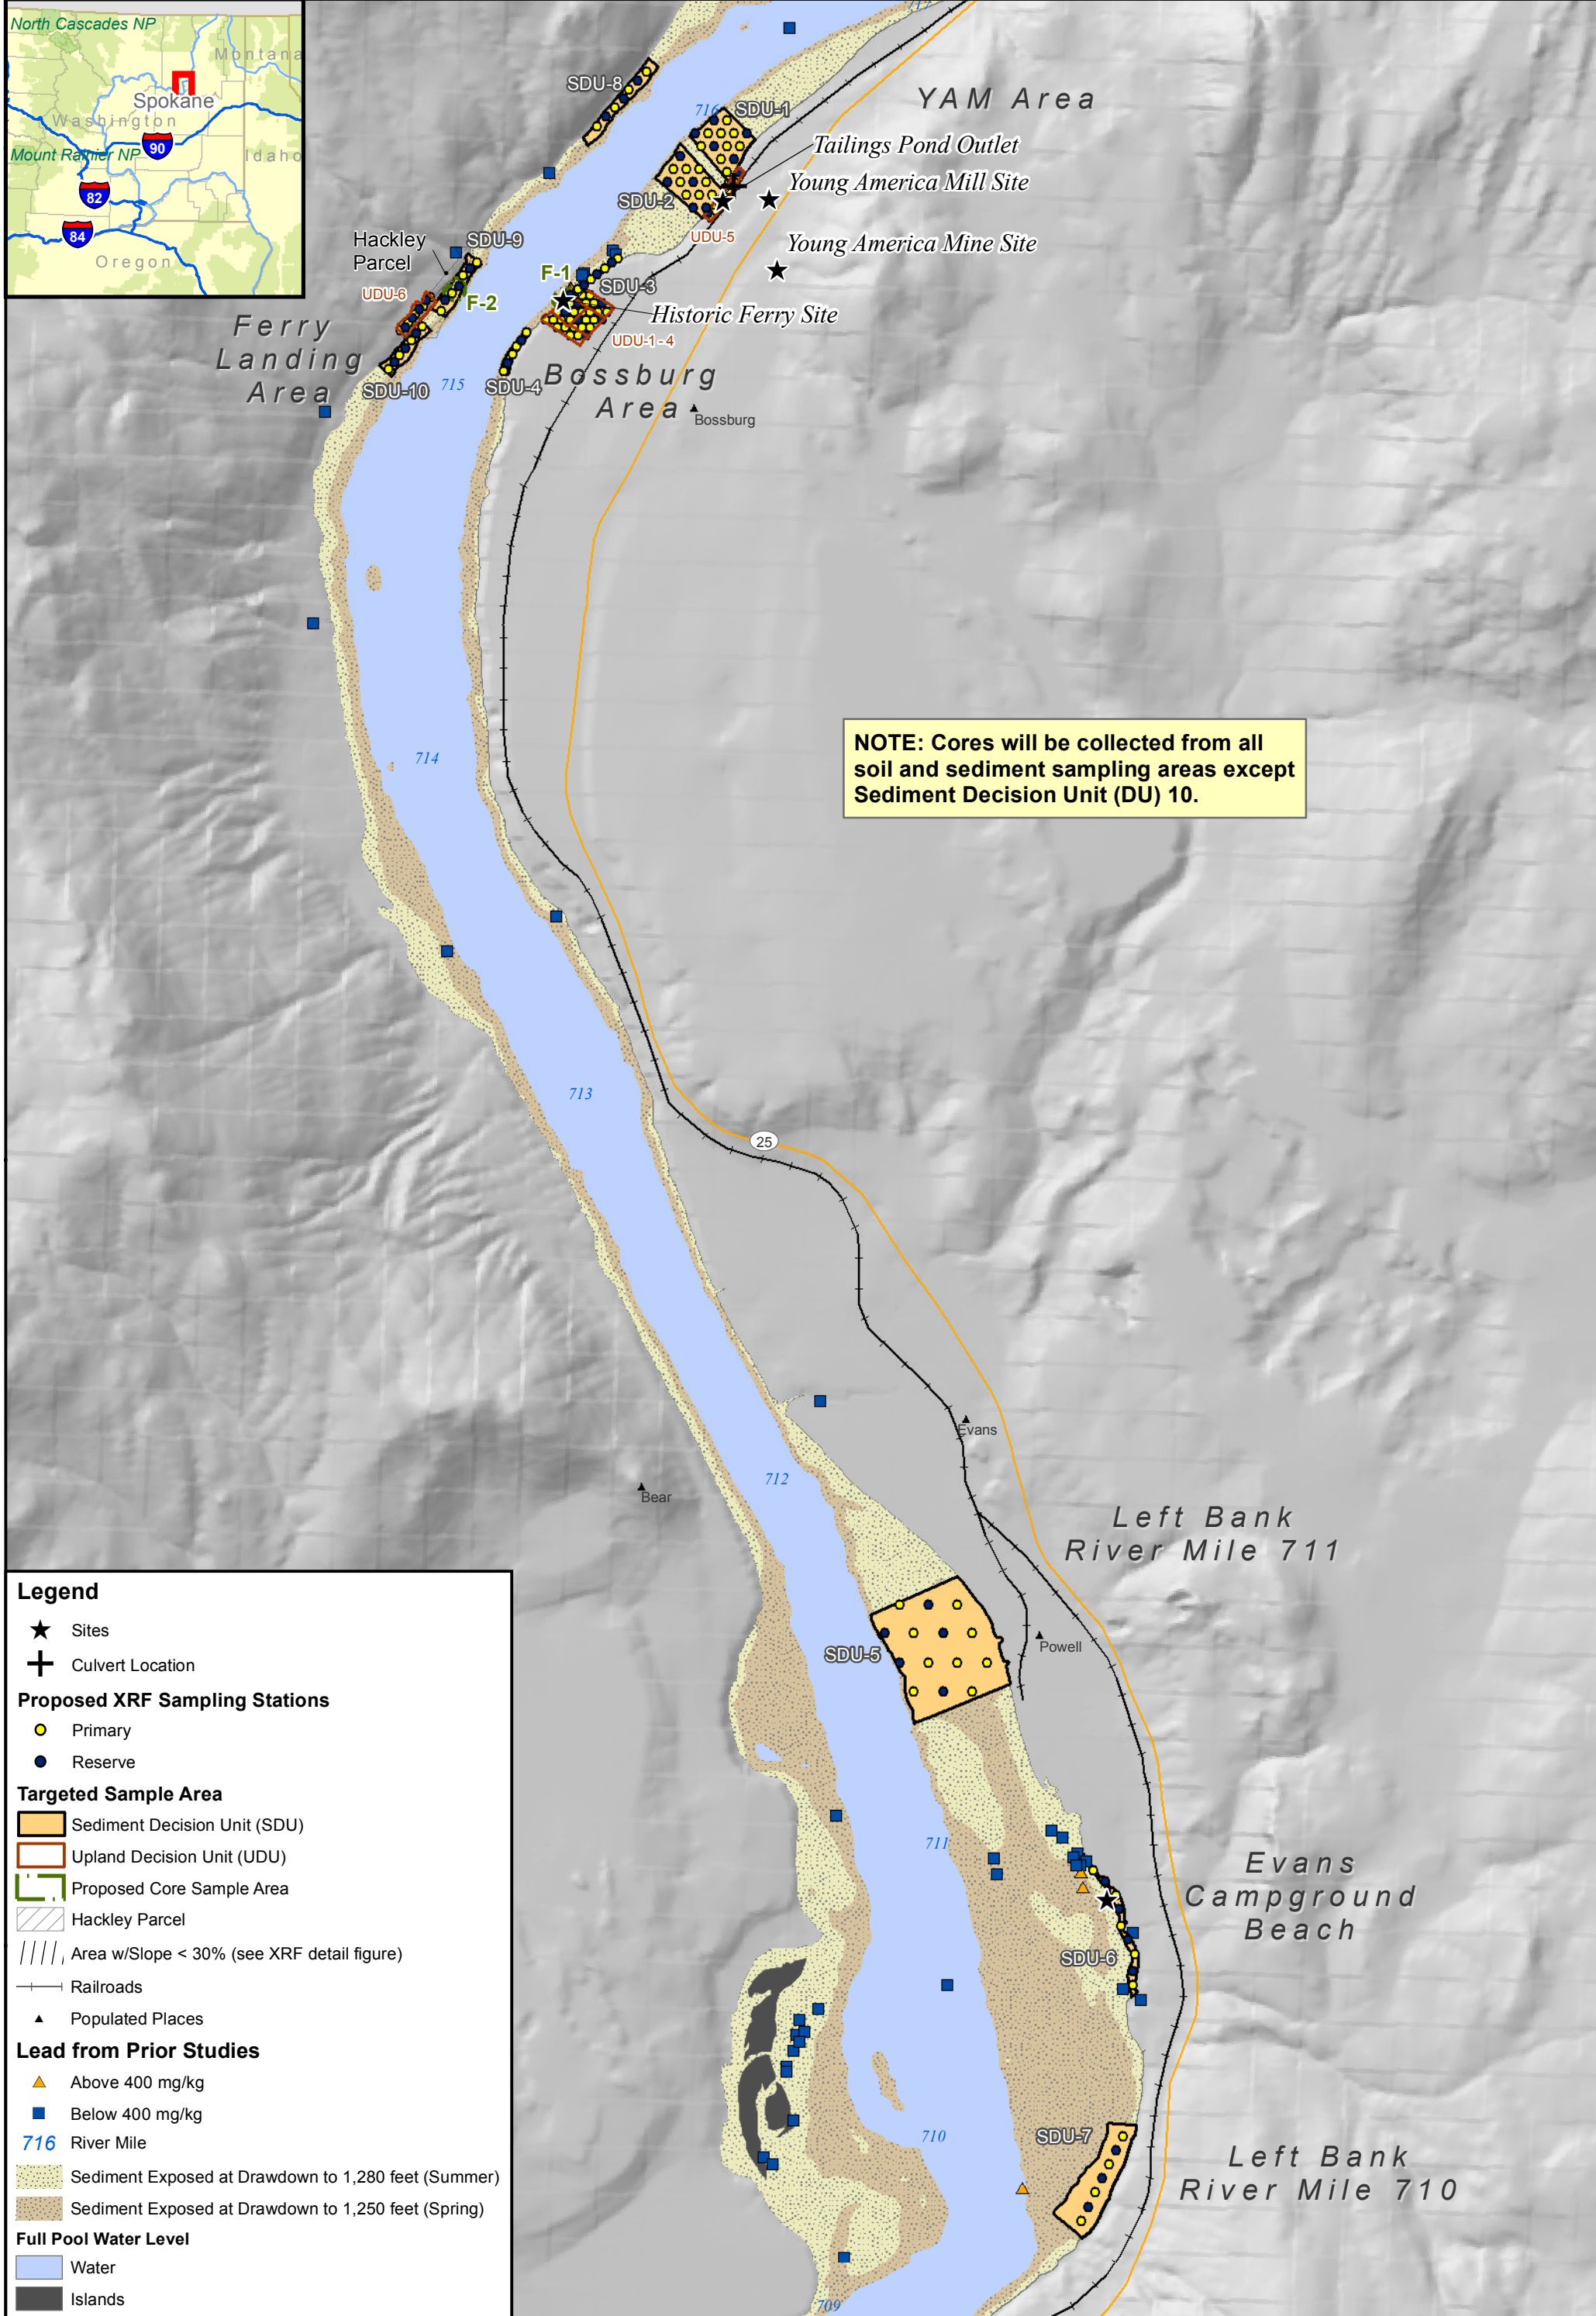 North Cascades NP
Montana
Spokane
Washington
90
Mount Rainier NP
Idaho
82
84
Oregon
717
SDU-8
YAM Area
716
SDU-1
Tailings Pond Outlet
Young America Mill Site
SDU-2
UDU-5
Hackley
Parcel
SDU-9
Young America Mine Site
F-1
UDU-6
F-2
SDU-3
Historic Ferry Site
Ferry
Landing
Area
UDU-1-4
SDU-10
715
SDU-4
Bossburg
Area
Bossburg
NOTE: Cores will be collected from all
soil and sediment sampling areas except
Sediment Decision Unit (DU) 10.
714
713
25
Evans
712
Bear
Left Bank
River Mile 711
SDU-5
Powell
711
Evans
Campground
Beach
SDU-6
710
SDU-7
Left Bank
River Mile 710
709
Legend
Sites
Culvert Location
Proposed XRF Sampling Stations
Primary
Reserve
Targeted Sample Area
Sediment Decision Unit (SDU)
Upland Decision Unit (UDU)
Proposed Core Sample Area
Hackley Parcel
Area w/Slope < 30% (see XRF detail figure)
Railroads
Populated Places
Lead from Prior Studies
Above 400 mg/kg
Below 400 mg/kg
716 River Mile
Sediment Exposed at Drawdown to 1,280 feet (Summer)
Sediment Exposed at Drawdown to 1,250 feet (Spring)
Full Pool Water Level
Water
Islands